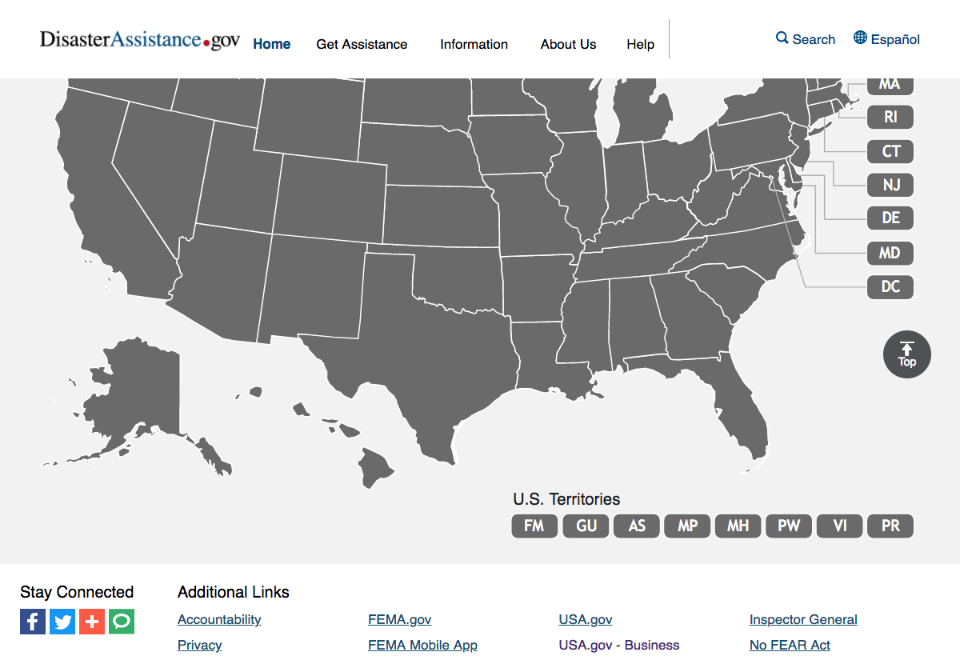 DisasterAssistance.gov Home Get Assistance Information About Us Help Search Español
MA
RI
CT
NJ
DE
MD
DC
Top
U.S. Territories
FM GU AS MP MH PW VI PR
Stay Connected Additional Links
Accountability FEMA.gov USA.gov Inspector General
Privacy FEMA Mobile App USA.gov - Business No FEAR Act